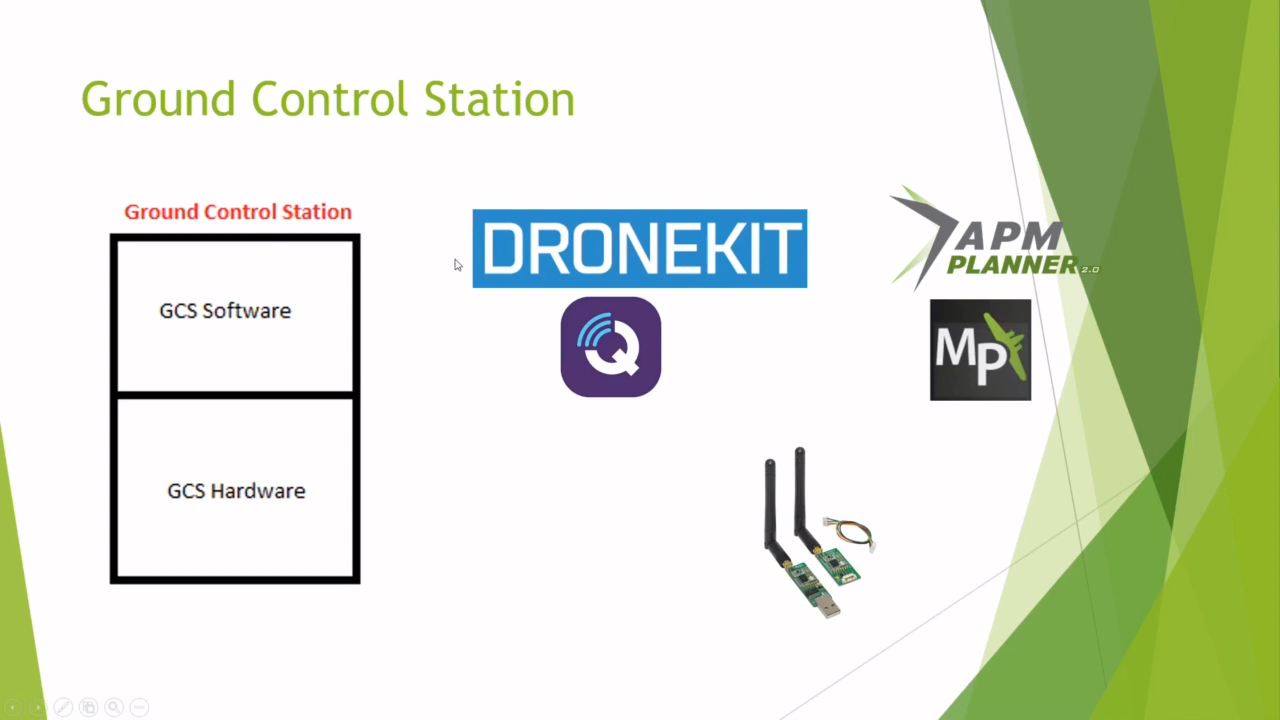 Ground Control Station
Ground Control Station
GCS Software
GCS Hardware
DRONEKIT
Q
APM
PLANNER 2.0
MP